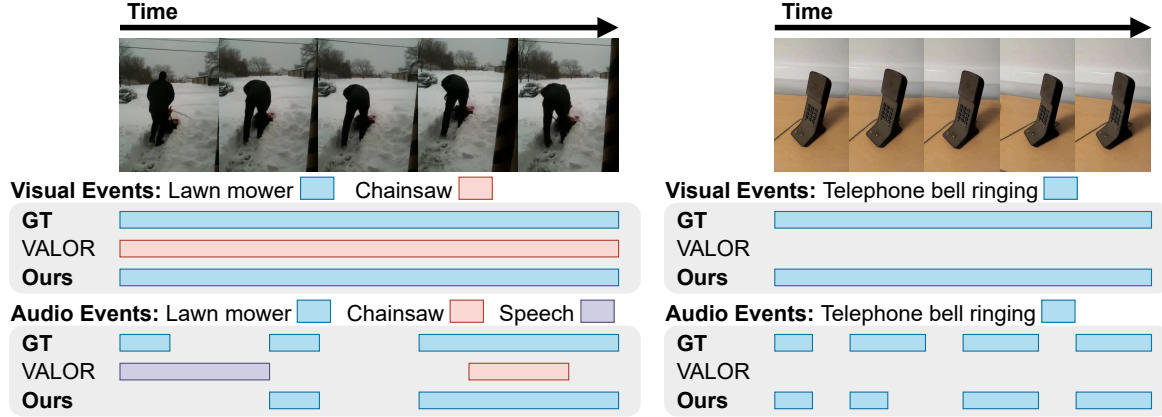 Time
Visual Events: Lawn mower Chainsaw
GT
VALOR
Ours
Audio Events: Lawn mower Chainsaw Speech
GT
VALOR
Ours
Time
Visual Events: Telephone bell ringing
GT
VALOR
Ours
Audio Events: Telephone bell ringing
GT
VALOR
Ours